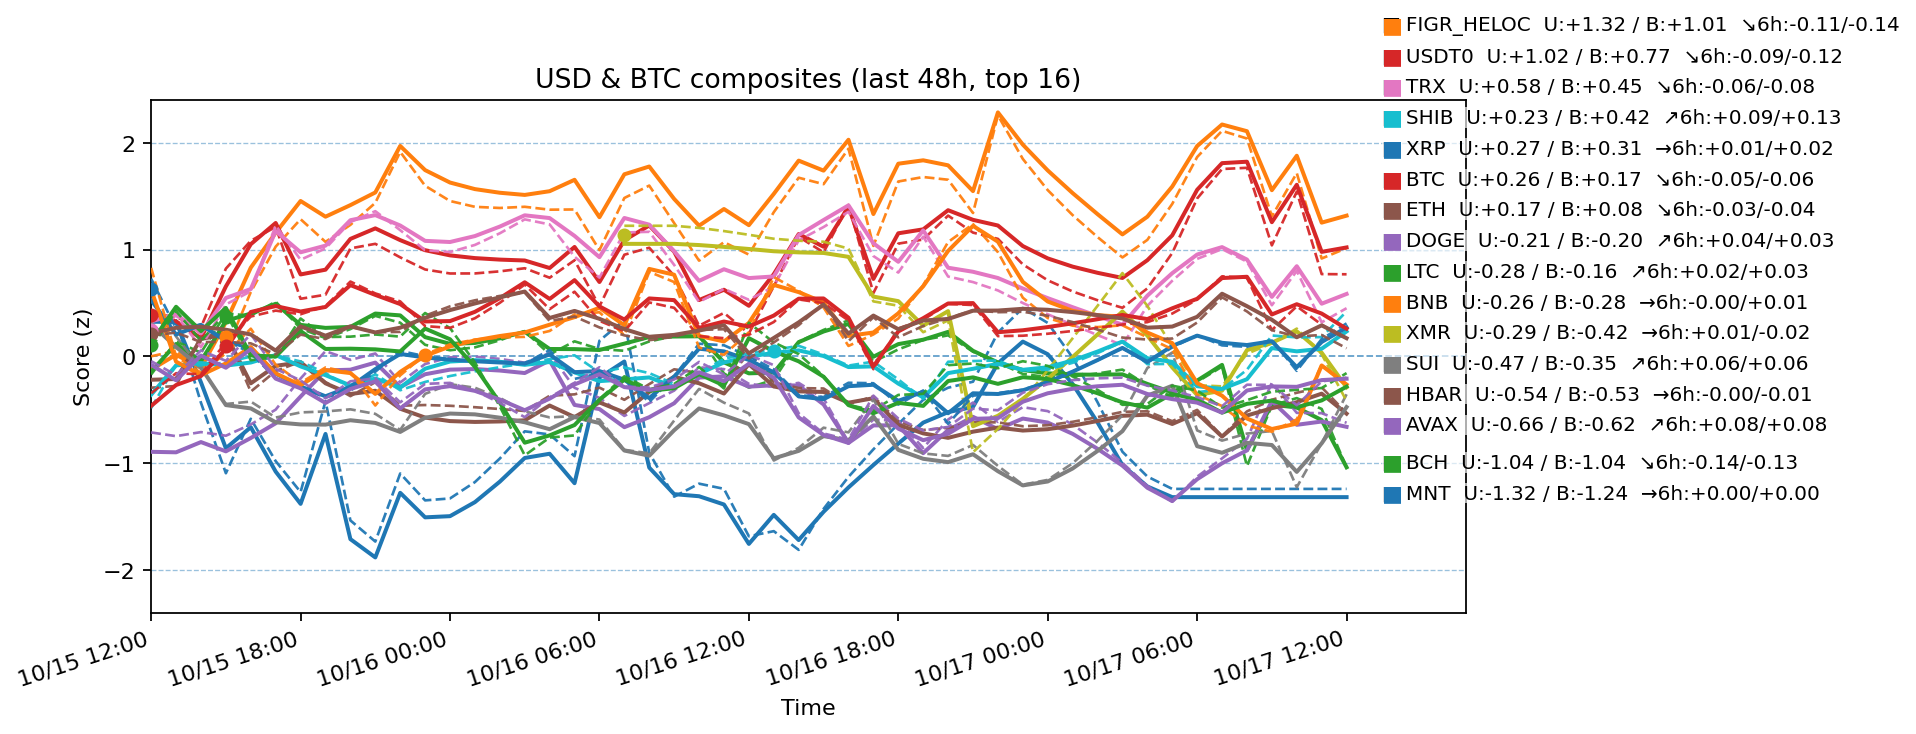 FIGR_HELOC U:+1.32 / B:+1.01 ↘6h:-0.11/-0.14
USDT0 U:+1.02 / B:+0.77 ↘6h:-0.09/-0.12
USD & BTC composites (last 48h, top 16)
TRX U:+0.58 / B:+0.45 ↘6h:-0.06/-0.08
SHIB U:+0.23 / B:+0.42 ↗6h:+0.09/+0.13
XRP U:+0.27 / B:+0.31 →6h:+0.01/+0.02
BTC U:+0.26 / B:+0.17 ↘6h:-0.05/-0.06
ETH U:+0.17 / B:+0.08 ↘6h:-0.03/-0.04
DOGE U:-0.21 / B:-0.20 ↗6h:+0.04/+0.03
LTC U:-0.28 / B:-0.16 ↗6h:+0.02/+0.03
BNB U:-0.26 / B:-0.28 →6h:-0.00/+0.01
XMR U:-0.29 / B:-0.42 →6h:+0.01/-0.02
SUI U:-0.47 / B:-0.35 ↗6h:+0.06/+0.06
HBAR U:-0.54 / B:-0.53 →6h:-0.00/-0.01
AVAX U:-0.66 / B:-0.62 ↗6h:+0.08/+0.08
BCH U:-1.04 / B:-1.04 ↘6h:-0.14/-0.13
MNT U:-1.32 / B:-1.24 →6h:+0.00/+0.00
Score (z)
2
1
0
−1
−2
10/15 12:00
10/15 18:00
10/16 00:00
10/16 06:00
10/16 12:00
10/16 18:00
10/17 00:00
10/17 06:00
10/17 12:00
Time